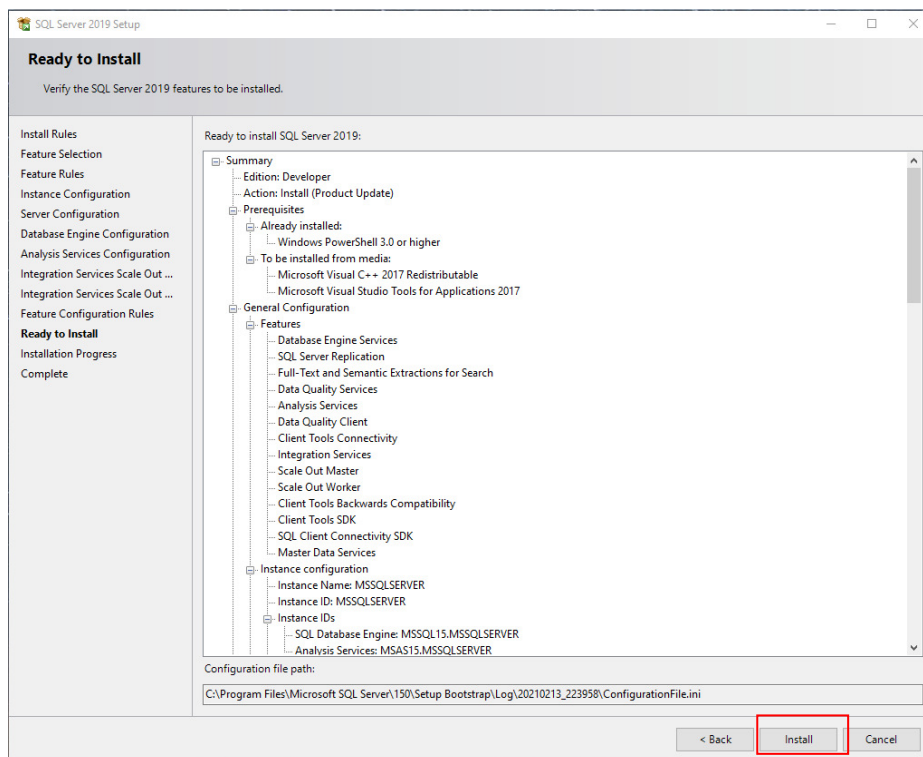 SQL Server 2019 Setup
Ready to Install
Verify the SQL Server 2019 features to be installed.
Install Rules
Feature Selection
Feature Rules
Instance Configuration
Server Configuration
Database Engine Configuration
Analysis Services Configuration
Integration Services Scale Out ...
Integration Services Scale Out ...
Feature Configuration Rules
Ready to Install
Installation Progress
Complete
Ready to install SQL Server 2019:
Summary
Edition: Developer
Action: Install (Product Update)
Prerequisites
Already installed:
Windows PowerShell 3.0 or higher
To be installed from media:
Microsoft Visual C++ 2017 Redistributable
Microsoft Visual Studio Tools for Applications 2017
General Configuration
Features
Database Engine Services
SQL Server Replication
Full-Text and Semantic Extractions for Search
Data Quality Services
Analysis Services
Data Quality Client
Client Tools Connectivity
Integration Services
Scale Out Master
Scale Out Worker
Client Tools Backwards Compatibility
Client Tools SDK
SQL Client Connectivity SDK
Master Data Services
Instance configuration
Instance Name: MSSQLSERVER
Instance ID: MSSQLSERVER
Instance IDs
SQL Database Engine: MSSQL15.MSSQLSERVER
Analysis Services: MSAS15.MSSQLSERVER
Configuration file path:
C:\Program Files\Microsoft SQL Server\150\Setup Bootstrap\Log\20210213_223958\ConfigurationFile.ini
< Back
Install
Cancel